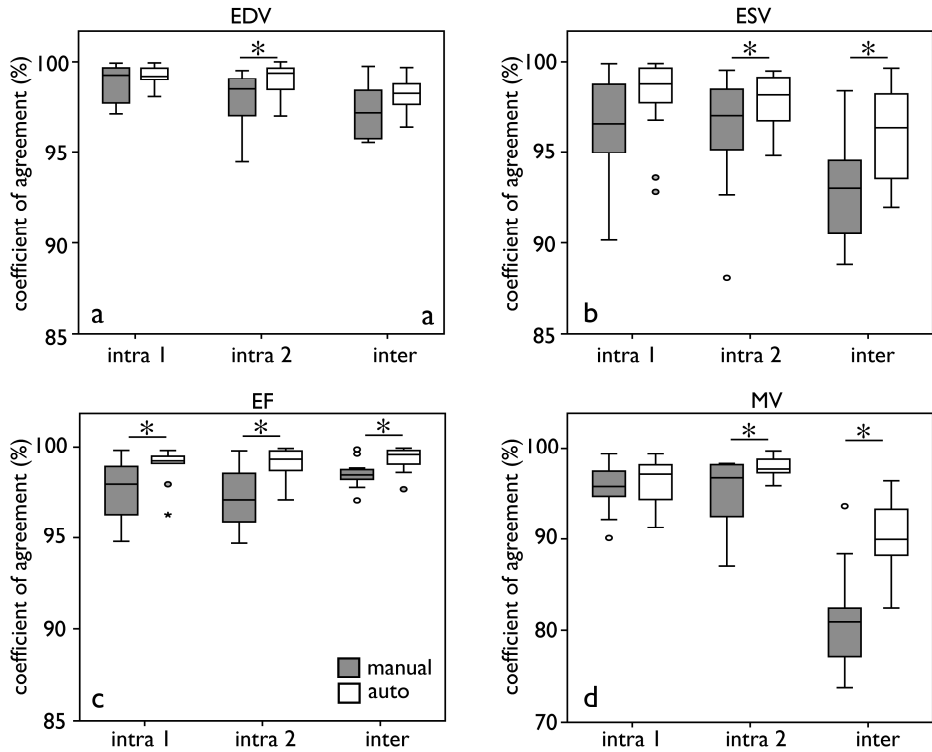 EDV
coefficient of agreement (%)
100
95
90
85
a
a
intra 1
intra 2
inter
*
ESV
coefficient of agreement (%)
100
95
90
85
b
intra 1
intra 2
inter
*
*
EF
coefficient of agreement (%)
100
95
90
85
c
intra 1
intra 2
inter
*
*
*
manual
auto
MV
coefficient of agreement (%)
100
90
80
70
d
intra 1
intra 2
inter
*
*